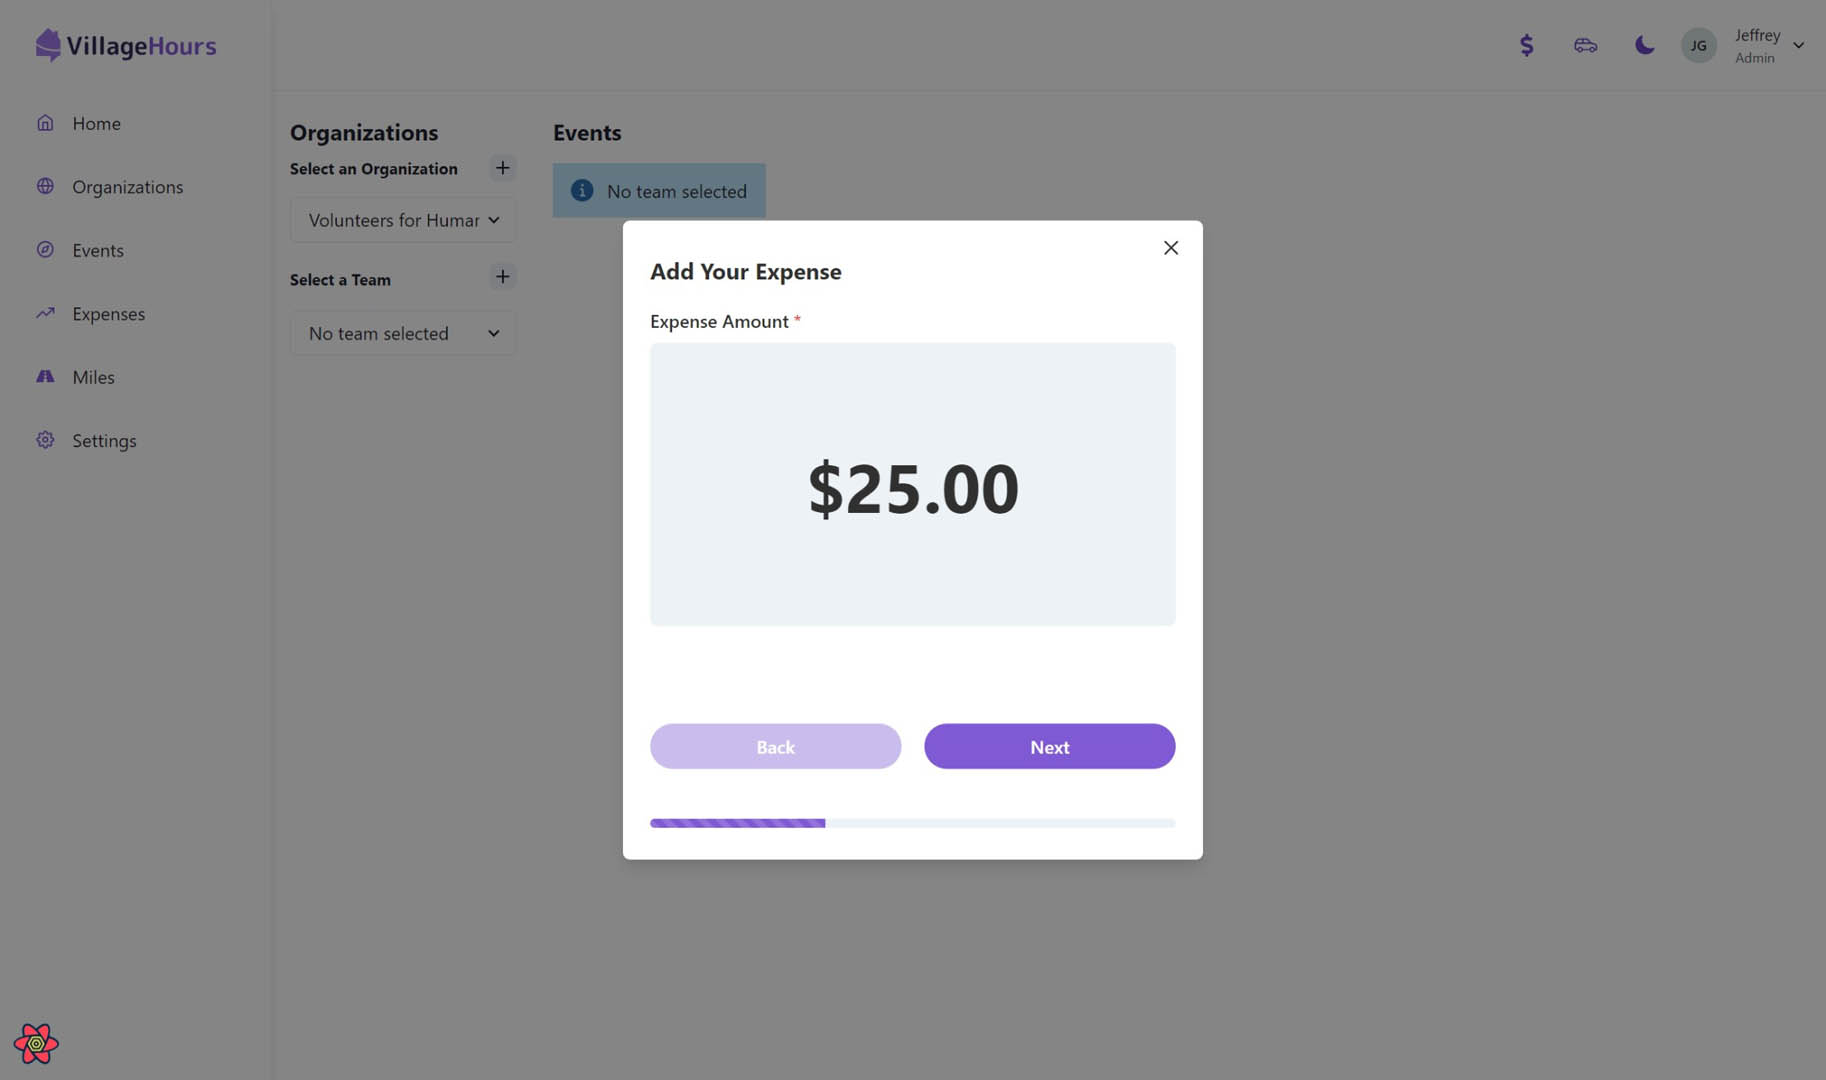 VillageHours
Home
Organizations
Events
Expenses
Miles
Settings
$
JG
Jeffrey
Admin
Organizations
Select an Organization
Volunteers for Humar
Select a Team
No team selected
Events
No team selected
Add Your Expense
Expense Amount *
$25.00
Back
Next